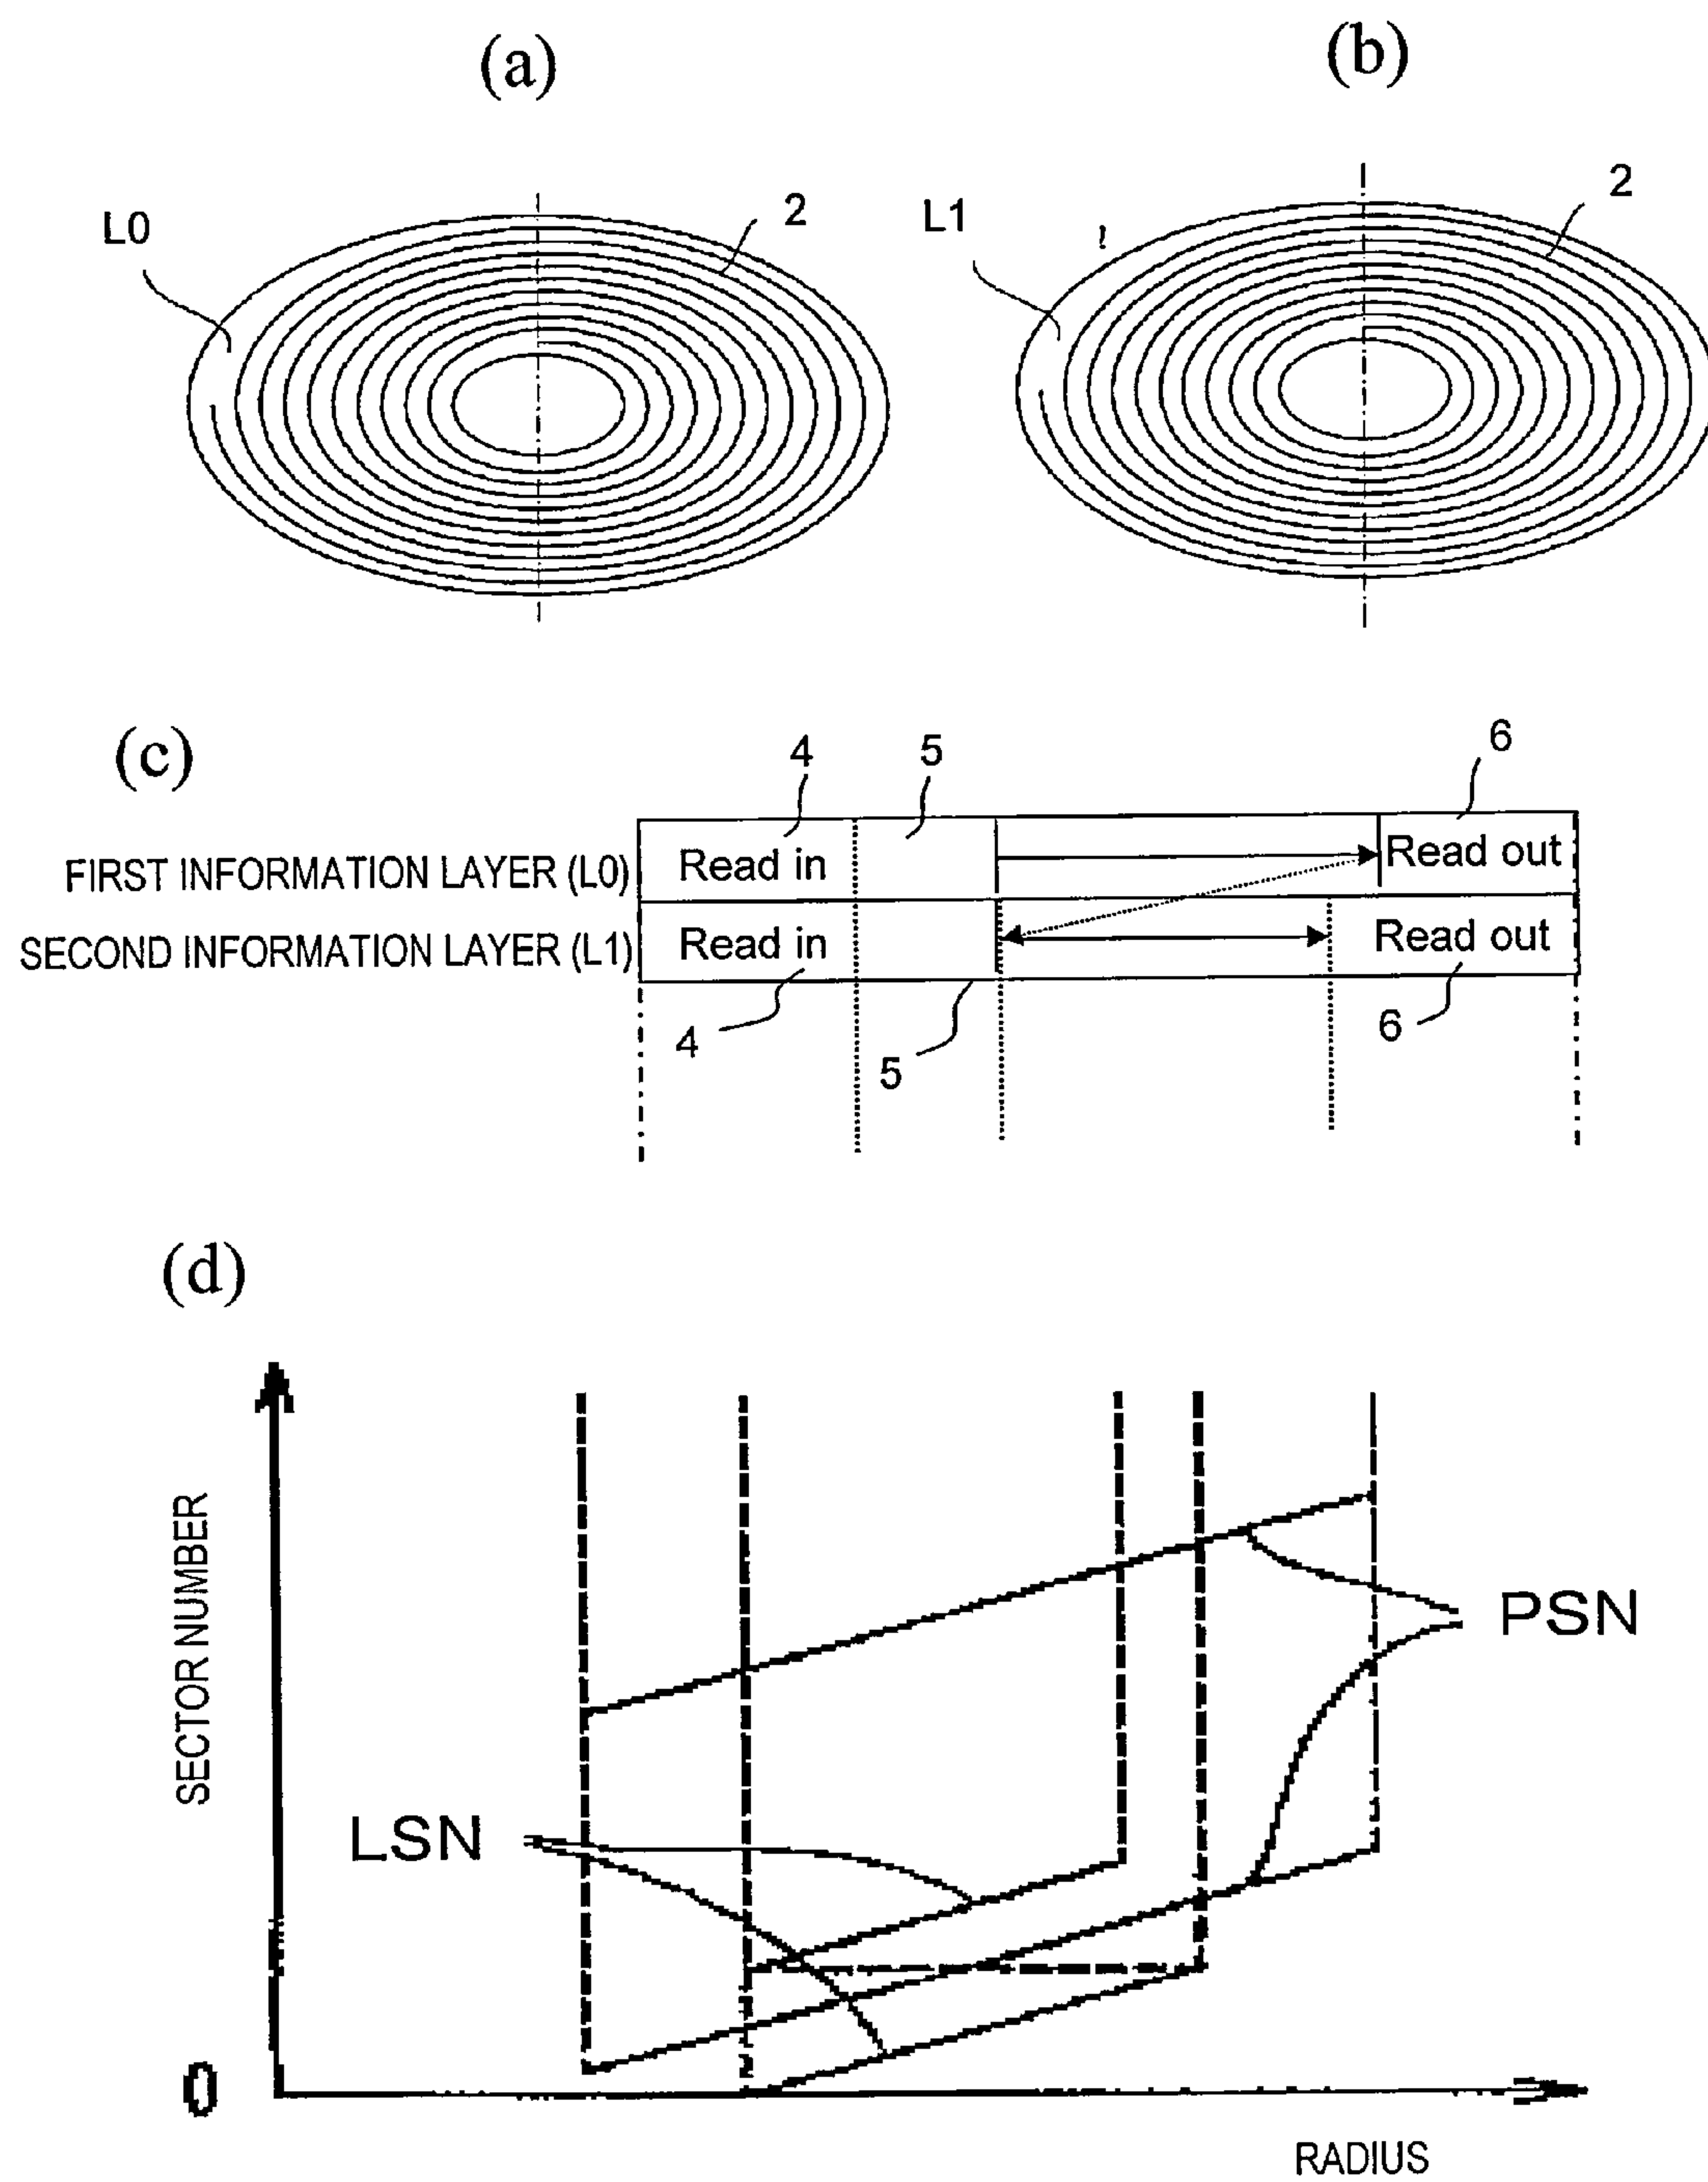 (a)
(b)
L0
2
L1
2
(c)
4
5
6
FIRST INFORMATION LAYER (L0)
Read in
Read out
SECOND INFORMATION LAYER (L1)
Read in
Read out
4
5
6
(d)
SECTOR NUMBER
PSN
LSN
0
RADIUS